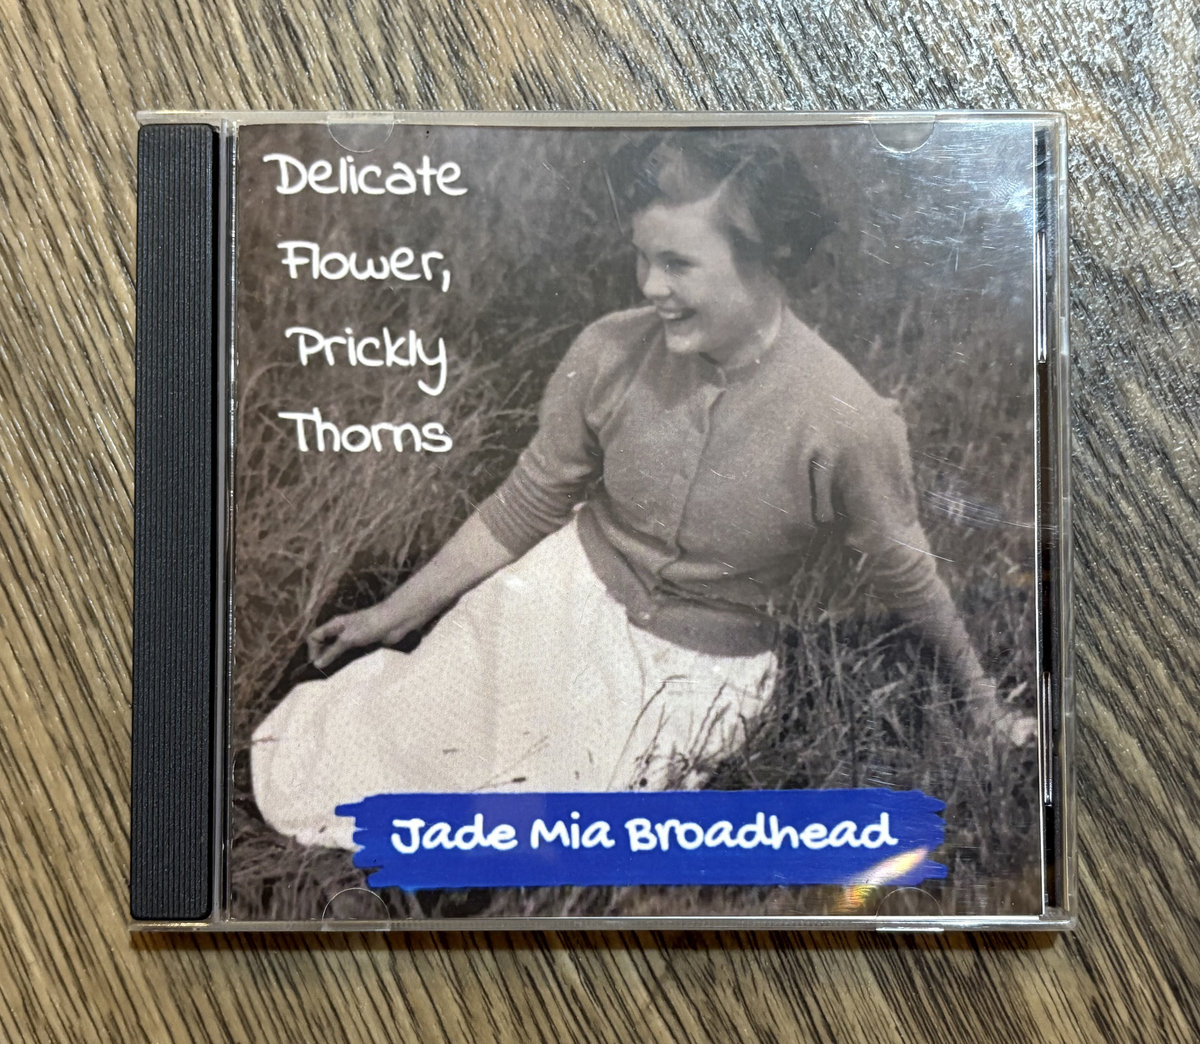 Delicate
Flower,
Prickly
Thorns
Jade Mia Broadhead